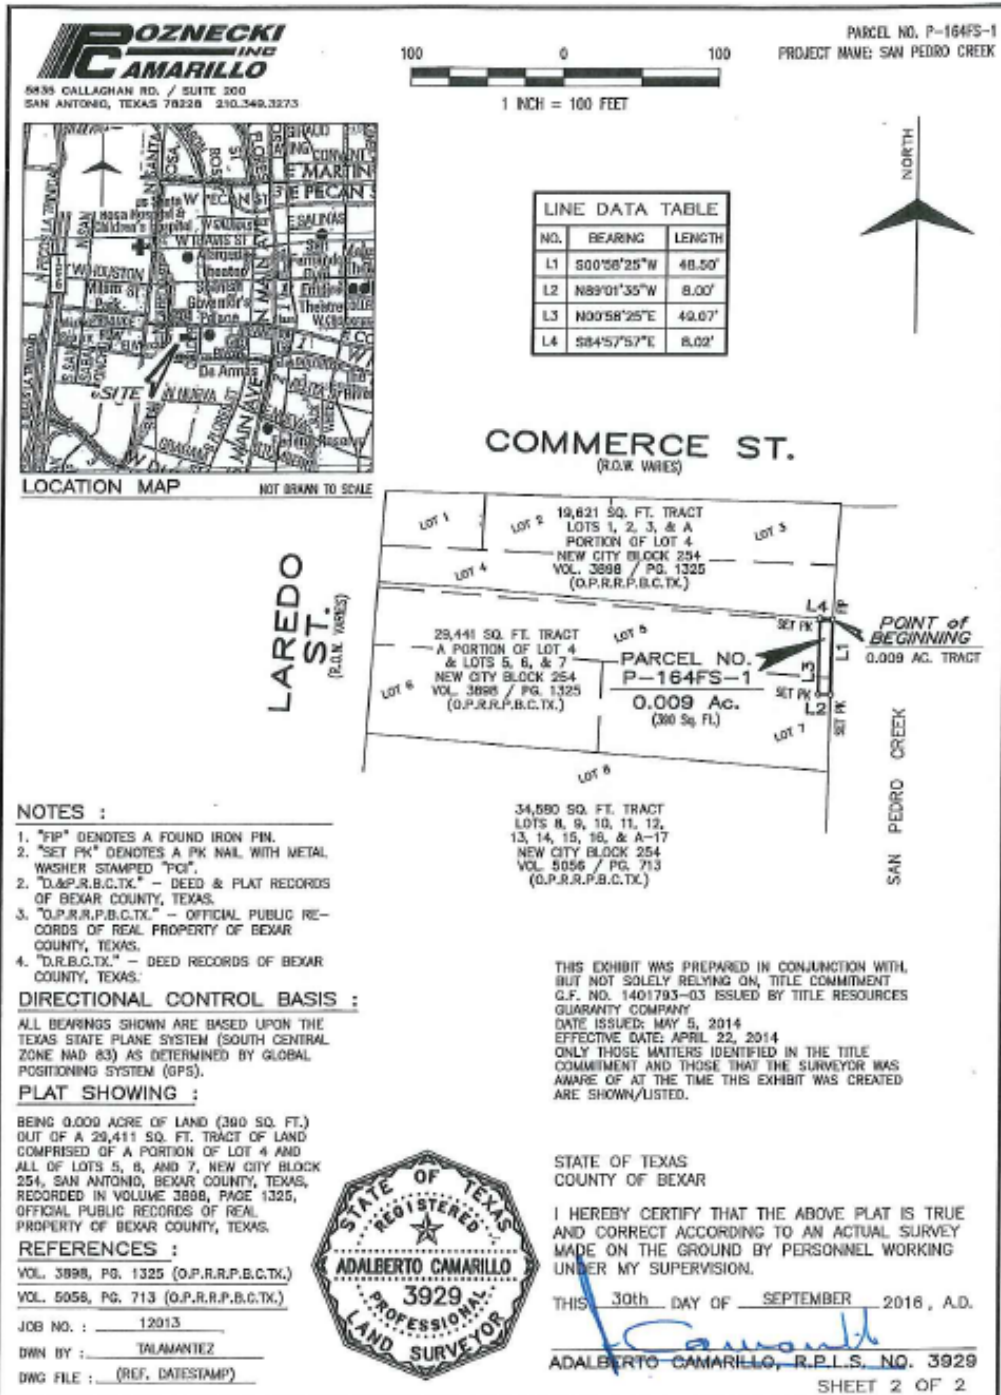 POZNECKI
INC
CAMARILLO
5835 CALLAGHAN RD. / SUITE 200
SAN ANTONIO, TEXAS 78228 210.349.3273
100 0 100
1 INCH = 100 FEET
PARCEL NO. P-164FS-1
PROJECT NAME: SAN PEDRO CREEK
NORTH
LINE DATA TABLE
NO. BEARING LENGTH
L1 S00°58'25"W 48.50'
L2 N89°01'35"W 8.00'
L3 N00°58'25"E 49.07'
L4 S84°57'57"E 8.02'
MARTIN
E PECAN S
W PECAN ST
E SALINAS
W TRAVIS ST
W HOUSTON
Spanish
Governor's
Palace
N MAIN AVE
De Armas
SITE
MAIN AVE
LOCATION MAP NOT DRAWN TO SCALE
COMMERCE ST.
(R.O.W. VARIES)
LAREDO
ST.
(R.O.W. VARIES)
LOT 1
LOT 2
LOT 3
LOT 4
19,621 SQ. FT. TRACT
LOTS 1, 2, 3, & A
PORTION OF LOT 4
NEW CITY BLOCK 254
VOL. 3898 / PG. 1325
(O.P.R.R.P.B.C.TX.)
29,441 SQ. FT. TRACT
A PORTION OF LOT 4
& LOTS 5, 6, & 7
NEW CITY BLOCK 254
VOL. 3898 / PG. 1325
(O.P.R.R.P.B.C.TX.)
LOT 5
LOT 6
LOT 7
LOT 8
PARCEL NO.
P-164FS-1
0.009 Ac.
(390 Sq. Ft.)
L4
FIP
SET PK
L1
L3
SET PK
L2
SET PK
POINT of
BEGINNING
0.009 AC. TRACT
SAN PEDRO CREEK
34,580 SQ. FT. TRACT
LOTS 8, 9, 10, 11, 12,
13, 14, 15, 16, & A-17
NEW CITY BLOCK 254
VOL. 5056 / PG. 713
(O.P.R.R.P.B.C.TX.)
NOTES :
1. "FIP" DENOTES A FOUND IRON PIN.
2. "SET PK" DENOTES A PK NAIL WITH METAL
WASHER STAMPED "PCI".
2. "D.&P.R.B.C.TX." – DEED & PLAT RECORDS
OF BEXAR COUNTY, TEXAS.
3. "O.P.R.R.P.B.C.TX." – OFFICIAL PUBLIC RE-
CORDS OF REAL PROPERTY OF BEXAR
COUNTY, TEXAS.
4. "D.R.B.C.TX." – DEED RECORDS OF BEXAR
COUNTY, TEXAS.
DIRECTIONAL CONTROL BASIS :
ALL BEARINGS SHOWN ARE BASED UPON THE
TEXAS STATE PLANE SYSTEM (SOUTH CENTRAL
ZONE NAD 83) AS DETERMINED BY GLOBAL
POSITIONING SYSTEM (GPS).
PLAT SHOWING :
BEING 0.009 ACRE OF LAND (390 SQ. FT.)
OUT OF A 29,411 SQ. FT. TRACT OF LAND
COMPRISED OF A PORTION OF LOT 4 AND
ALL OF LOTS 5, 6, AND 7, NEW CITY BLOCK
254, SAN ANTONIO, BEXAR COUNTY, TEXAS,
RECORDED IN VOLUME 3898, PAGE 1325,
OFFICIAL PUBLIC RECORDS OF REAL
PROPERTY OF BEXAR COUNTY, TEXAS.
REFERENCES :
VOL. 3898, PG. 1325 (O.P.R.R.P.B.C.TX.)
VOL. 5056, PG. 713 (O.P.R.R.P.B.C.TX.)
JOB NO. : 12013
DWN BY : TALAMANTEZ
DWG FILE : (REF. DATESTAMP)
STATE OF TEXAS
REGISTERED
ADALBERTO CAMARILLO
3929
PROFESSIONAL
LAND SURVEYOR
THIS EXHIBIT WAS PREPARED IN CONJUNCTION WITH,
BUT NOT SOLELY RELYING ON, TITLE COMMITMENT
G.F. NO. 1401793-03 ISSUED BY TITLE RESOURCES
GUARANTY COMPANY
DATE ISSUED: MAY 5, 2014
EFFECTIVE DATE: APRIL 22, 2014
ONLY THOSE MATTERS IDENTIFIED IN THE TITLE
COMMITMENT AND THOSE THAT THE SURVEYOR WAS
AWARE OF AT THE TIME THIS EXHIBIT WAS CREATED
ARE SHOWN/LISTED.
STATE OF TEXAS
COUNTY OF BEXAR
I HEREBY CERTIFY THAT THE ABOVE PLAT IS TRUE
AND CORRECT ACCORDING TO AN ACTUAL SURVEY
MADE ON THE GROUND BY PERSONNEL WORKING
UNDER MY SUPERVISION.
THIS 30th DAY OF SEPTEMBER 2016, A.D.
ADALBERTO CAMARILLO, R.P.L.S. NO. 3929
SHEET 2 OF 2